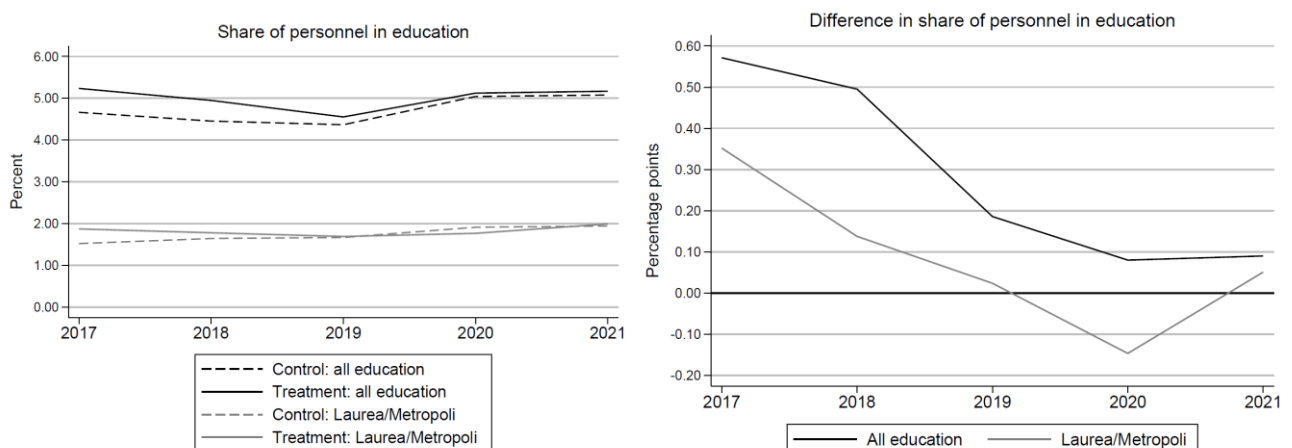 Share of personnel in education
Percent
6.00
5.00
4.00
3.00
2.00
1.00
0.00
2017 2018 2019 2020 2021
Control: all education
Treatment: all education
Control: Laurea/Metropoli
Treatment: Laurea/Metropoli
Difference in share of personnel in education
Percentage points
0.60
0.50
0.40
0.30
0.20
0.10
0.00
-0.10
-0.20
2017 2018 2019 2020 2021
All education Laurea/Metropoli